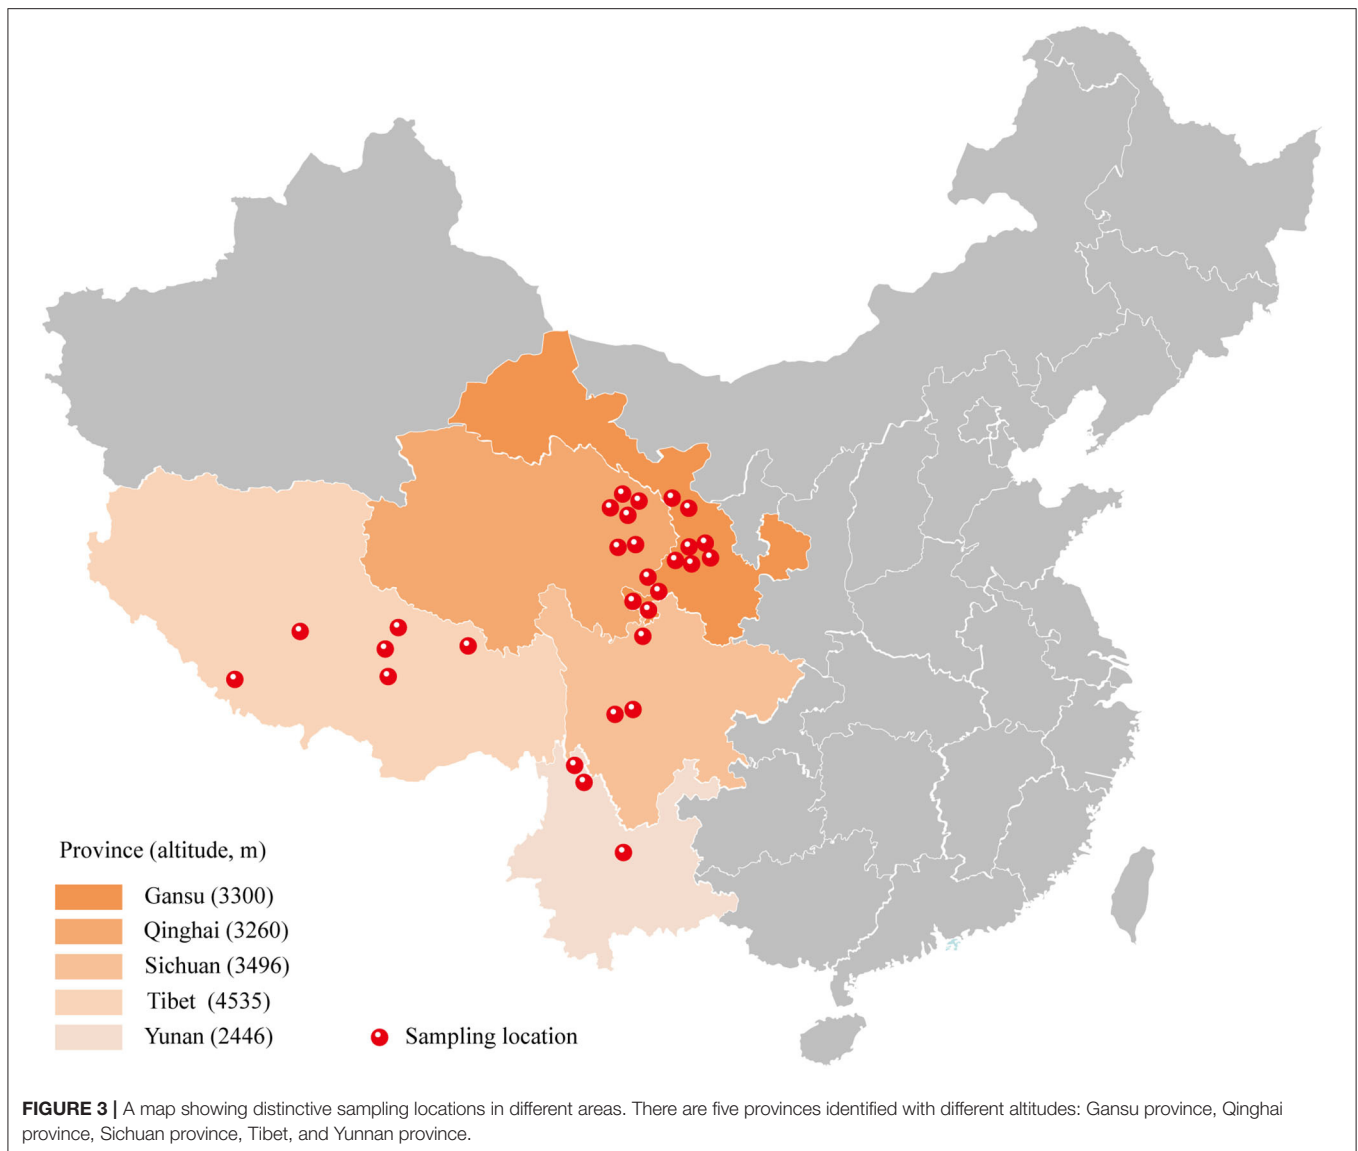 Province (altitude, m)
Gansu (3300)
Qinghai (3260)
Sichuan (3496)
Tibet (4535)
Yunan (2446)
Sampling location
FIGURE 3 | A map showing distinctive sampling locations in different areas. There are five provinces identified with different altitudes: Gansu province, Qinghai
province, Sichuan province, Tibet, and Yunnan province.